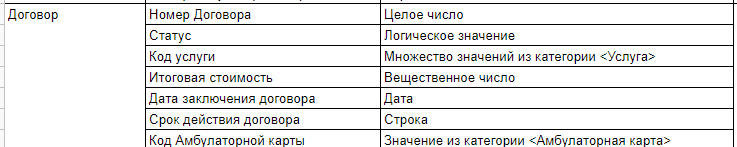 Договор Номер Договора Целое число
Статус Логическое значение
Код услуги Множество значений из категории <Услуга>
Итоговая стоимость Вещественное число
Дата заключения договора Дата
Срок действия договора Строка
Код Амбулаторной карты Значение из категории <Амбулаторная карта>